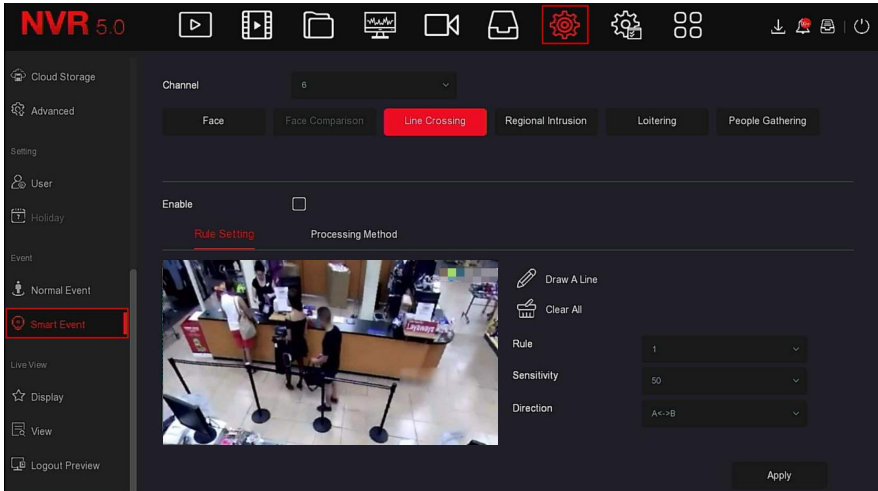 NVR 5.0
Cloud Storage
Advanced
Setting
User
Holiday
Event
Normal Event
Smart Event
Live View
Display
View
Logout Preview
Channel
6
Face
Face Comparison
Line Crossing
Regional Intrusion
Loitering
People Gathering
Enable
Rule Setting
Processing Method
Layaways
Draw A Line
Clear All
Rule
1
Sensitivity
50
Direction
A<->B
Apply